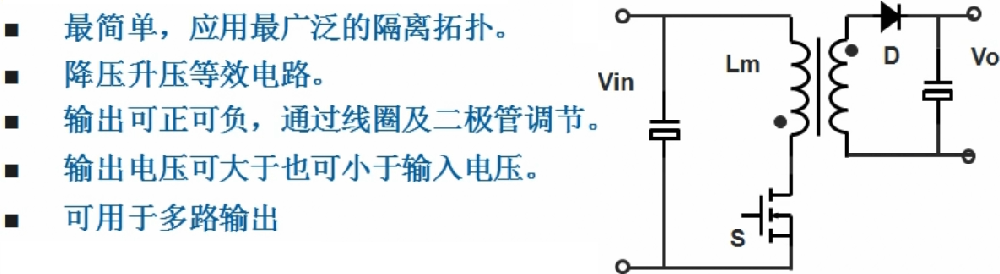 最简单，应用最广泛的隔离拓扑。
降压升压等效电路。
输出可正可负，通过线圈及二极管调节。
输出电压可大于也可小于输入电压。
可用于多路输出
Vin
Lm
D
Vo
S